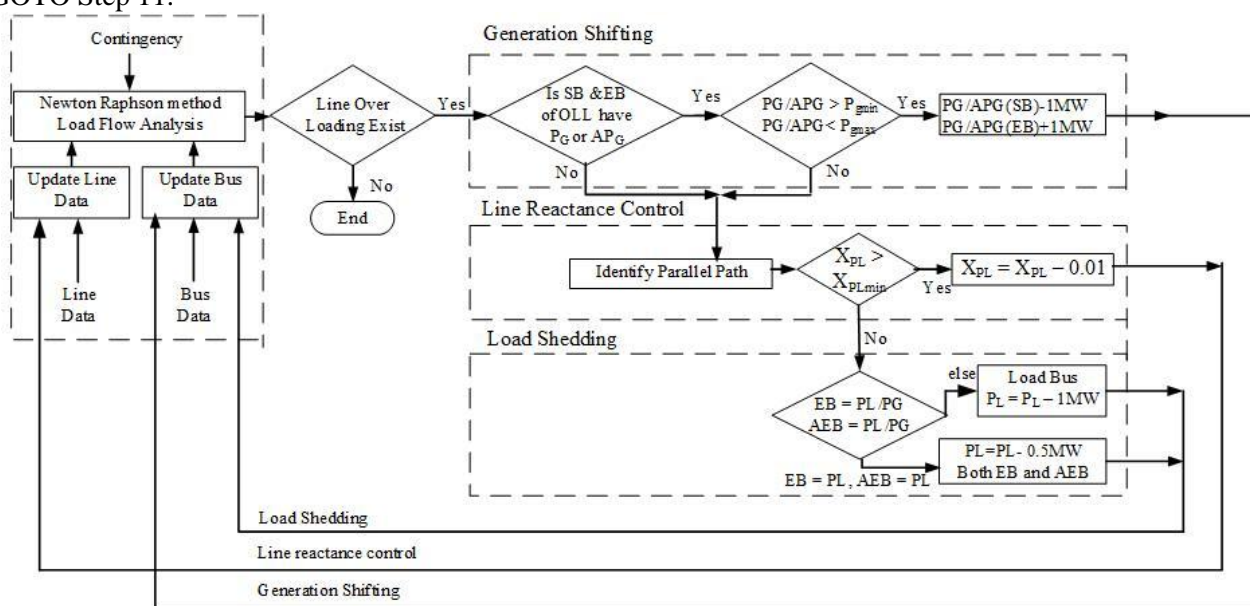 GOTO Step 11.
Contingency
Newton Raphson method
Load Flow Analysis
Update Line
Data
Update Bus
Data
Line
Data
Bus
Data
Line Over
Loading Exist
Yes
No
End
Generation Shifting
Is SB &EB
of OLL have
PG or APG
Yes
No
PG/APG > Pgmin
PG/APG< Pgmax
Yes
No
PG/APG(SB)-1MW
PG/APG(EB)+1MW
Line Reactance Control
Identify Parallel Path
XPL >
XPLmin
Yes
No
XPL = XPL − 0.01
Load Shedding
EB = PL/PG
AEB = PL/PG
else
Load Bus
PL = PL − 1MW
EB = PL, AEB = PL
PL=PL- 0.5MW
Both EB and AEB
Load Shedding
Line reactance control
Generation Shifting